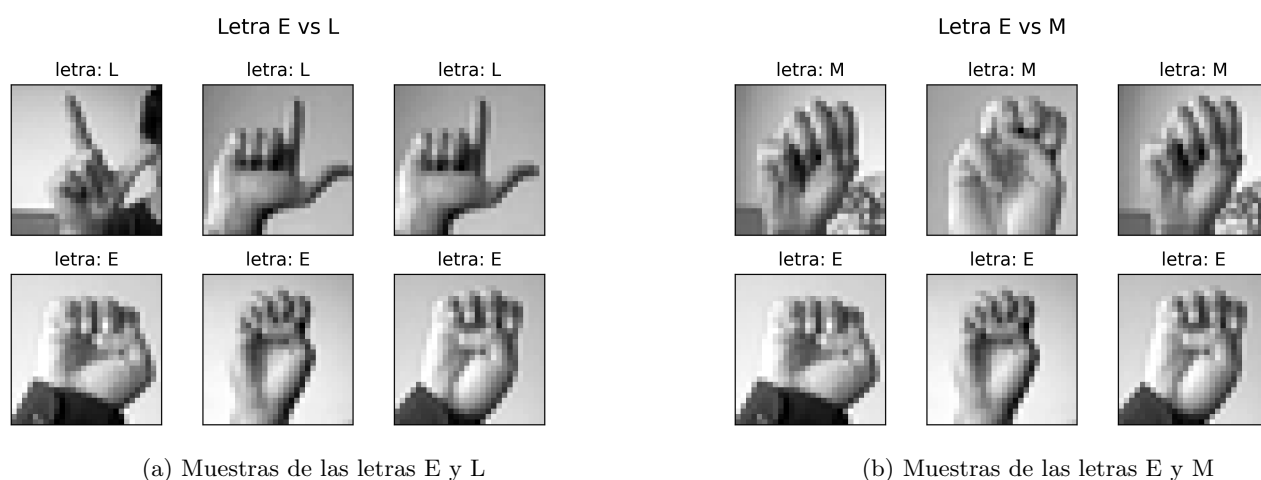 Letra E vs L
letra: L
letra: L
letra: L
letra: E
letra: E
letra: E
(a) Muestras de las letras E y L
Letra E vs M
letra: M
letra: M
letra: M
letra: E
letra: E
letra: E
(b) Muestras de las letras E y M